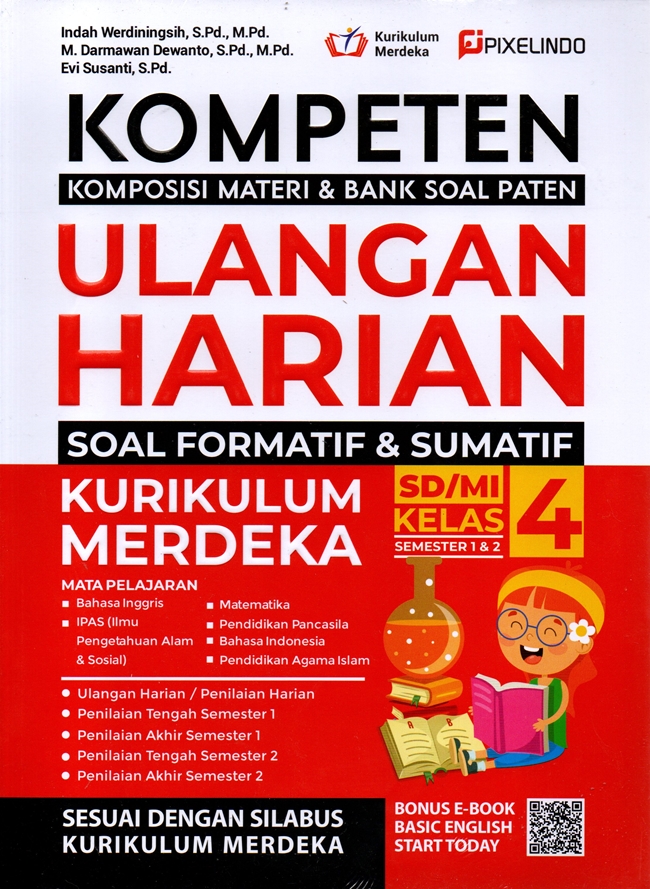 Indah Werdiningsih, S.Pd., M.Pd.
M. Darmawan Dewanto, S.Pd., M.Pd.
Evi Susanti, S.Pd.
Kurikulum
Merdeka
PIXELINDO
KOMPETEN
KOMPOSISI MATERI & BANK SOAL PATEN
ULANGAN
HARIAN
SOAL FORMATIF & SUMATIF
KURIKULUM
MERDEKA
SD/MI
KELAS
SEMESTER 1 & 2
4
MATA PELAJARAN
Bahasa Inggris
IPAS (Ilmu
Pengetahuan Alam
& Sosial)
Matematika
Pendidikan Pancasila
Bahasa Indonesia
Pendidikan Agama Islam
Ulangan Harian / Penilaian Harian
Penilaian Tengah Semester 1
Penilaian Akhir Semester 1
Penilaian Tengah Semester 2
Penilaian Akhir Semester 2
A B
SESUAI DENGAN SILABUS
KURIKULUM MERDEKA
BONUS E-BOOK
BASIC ENGLISH
START TODAY